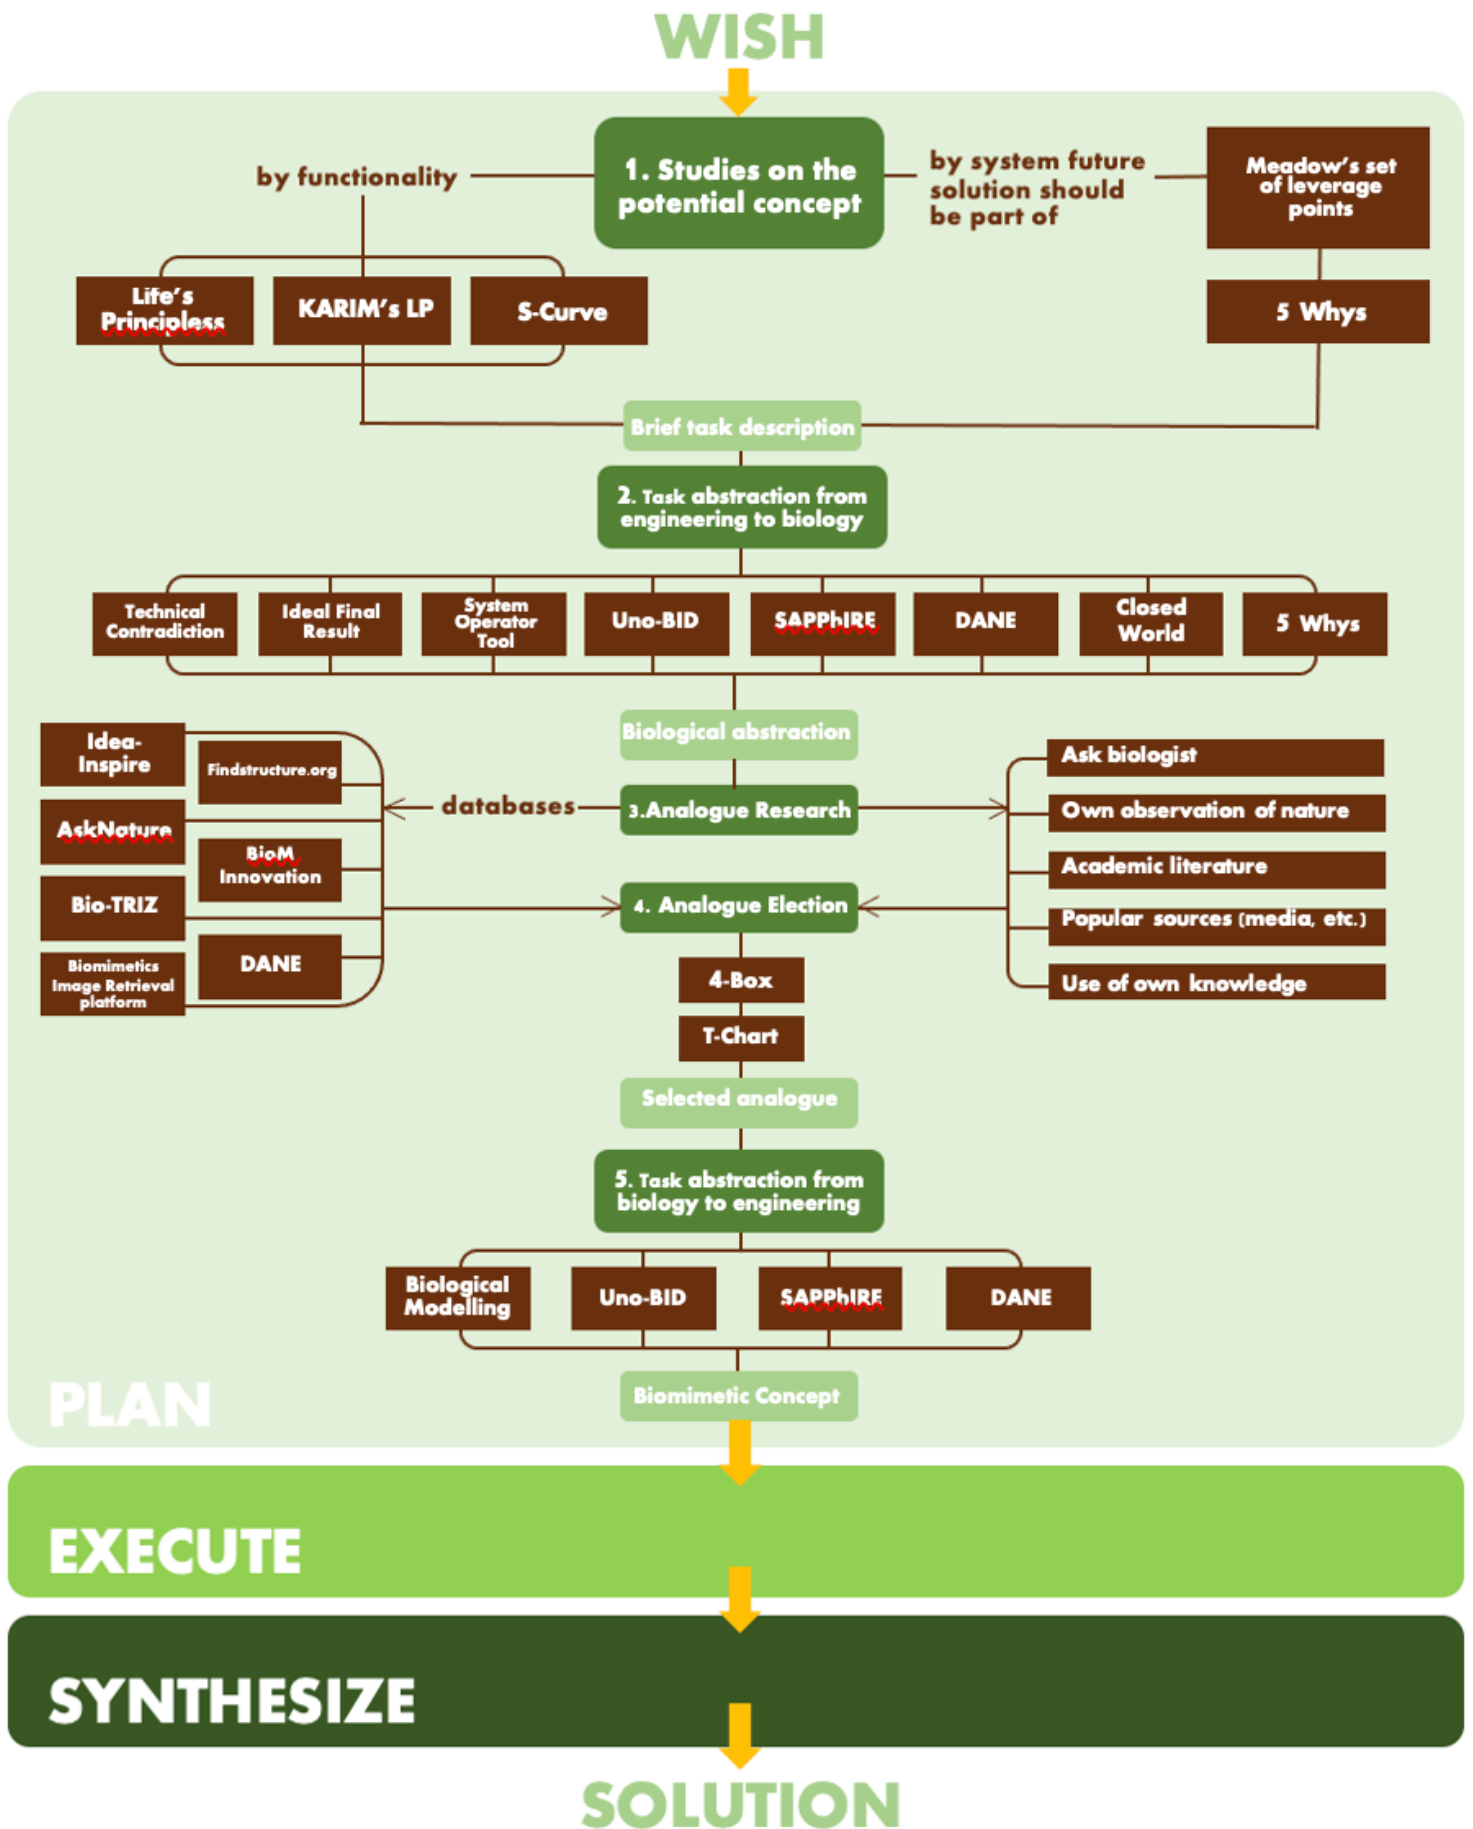 WISH
1. Studies on the
potential concept
by functionality
by system future
solution should
be part of
Meadow's set
of leverage
points
Life's
Principless
KARIM's LP
S-Curve
5 Whys
Brief task description
2. Task abstraction from
engineering to biology
Technical
Contradiction
Ideal Final
Result
System
Operator
Tool
Uno-BID
SAPPhIRE
DANE
Closed
World
5 Whys
Biological abstraction
Idea-
Inspire
Findstructure.org
AskNature
BioM
Innovation
Bio-TRIZ
DANE
Biomimetics
Image Retrieval
platform
databases
3.Analogue Research
Ask biologist
Own observation of nature
Academic literature
Popular sources (media, etc.)
Use of own knowledge
4. Analogue Election
4-Box
T-Chart
Selected analogue
5. Task abstraction from
biology to engineering
Biological
Modelling
Uno-BID
SAPPhIRE
DANE
Biomimetic Concept
PLAN
EXECUTE
SYNTHESIZE
SOLUTION